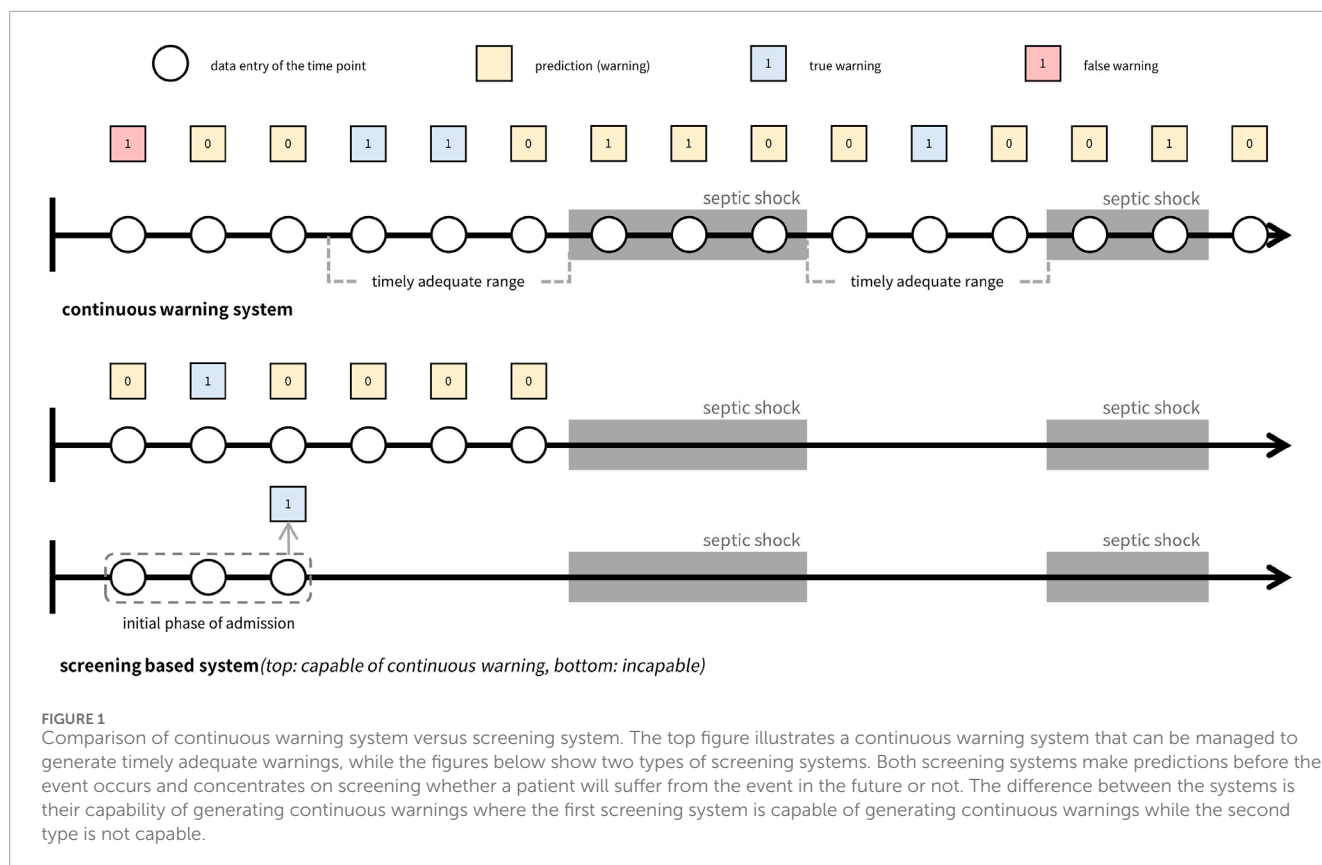 data entry of the time point
prediction (warning)
1 true warning
1 false warning
1 0 0 1 1 0 1 1 0 0 1 0 0 1 0
septic shock septic shock
timely adequate range timely adequate range
continuous warning system
0 1 0 0 0 0
septic shock septic shock
1
septic shock septic shock
initial phase of admission
screening based system (top: capable of continuous warning, bottom: incapable)
FIGURE 1
Comparison of continuous warning system versus screening system. The top figure illustrates a continuous warning system that can be managed to
generate timely adequate warnings, while the figures below show two types of screening systems. Both screening systems make predictions before the
event occurs and concentrates on screening whether a patient will suffer from the event in the future or not. The difference between the systems is
their capability of generating continuous warnings where the first screening system is capable of generating continuous warnings while the second
type is not capable.